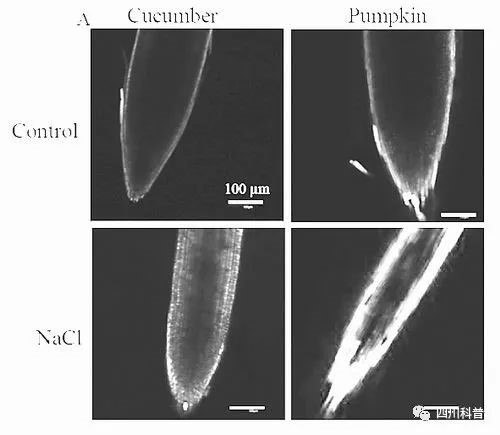 A
Cucumber Pumpkin
Control
100 μm
NaCl
四川科普